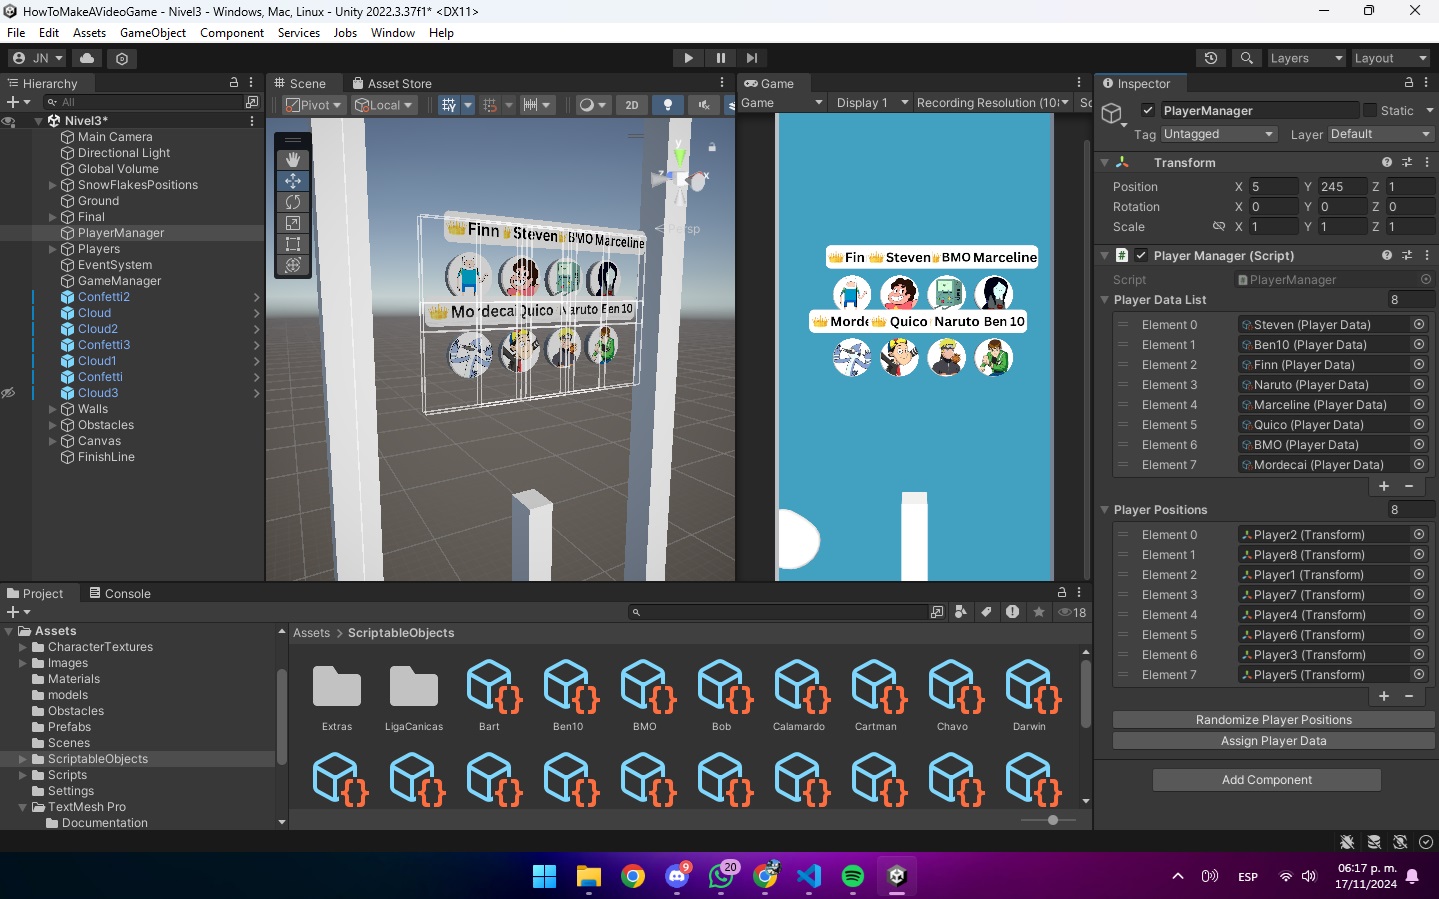 HowToMakeAVideoGame - Nivel3 - Windows, Mac, Linux - Unity 2022.3.37f1* <DX11>
File Edit Assets GameObject Component Services Jobs Window Help
JN Layers Layout
Hierarchy
All
Nivel3*
Main Camera
Directional Light
Global Volume
SnowFlakesPositions
Ground
Final
PlayerManager
Players
EventSystem
GameManager
Confetti2
Cloud
Cloud2
Confetti3
Cloud1
Confetti
Cloud3
Walls
Obstacles
Canvas
FinishLine
Scene Asset Store
Pivot Local 2D
y
z x
Persp
Finn Steven BMO Marceline
Mordecai Quico Naruto Ben 10
Game
Game Display 1 Recording Resolution (10 Sc
Fin Steven BMO Marceline
Morde Quico Naruto Ben 10
Inspector
PlayerManager Static
Tag Untagged Layer Default
Transform
Position X 5 Y 245 Z 1
Rotation X 0 Y 0 Z 0
Scale X 1 Y 1 Z 1
# Player Manager (Script)
Script PlayerManager
Player Data List 8
Element 0 Steven (Player Data)
Element 1 Ben10 (Player Data)
Element 2 Finn (Player Data)
Element 3 Naruto (Player Data)
Element 4 Marceline (Player Data)
Element 5 Quico (Player Data)
Element 6 BMO (Player Data)
Element 7 Mordecai (Player Data)
+ −
Player Positions 8
Element 0 Player2 (Transform)
Element 1 Player8 (Transform)
Element 2 Player1 (Transform)
Element 3 Player7 (Transform)
Element 4 Player4 (Transform)
Element 5 Player6 (Transform)
Element 6 Player3 (Transform)
Element 7 Player5 (Transform)
+ −
Randomize Player Positions
Assign Player Data
Add Component
Project Console
18
Assets
CharacterTextures
Images
Materials
models
Obstacles
Prefabs
Scenes
ScriptableObjects
Scripts
Settings
TextMesh Pro
Documentation
Assets > ScriptableObjects
Extras LigaCanicas Bart Ben10 BMO Bob Calamardo Cartman Chavo Darwin
9 20
ESP
06:17 p. m.
17/11/2024